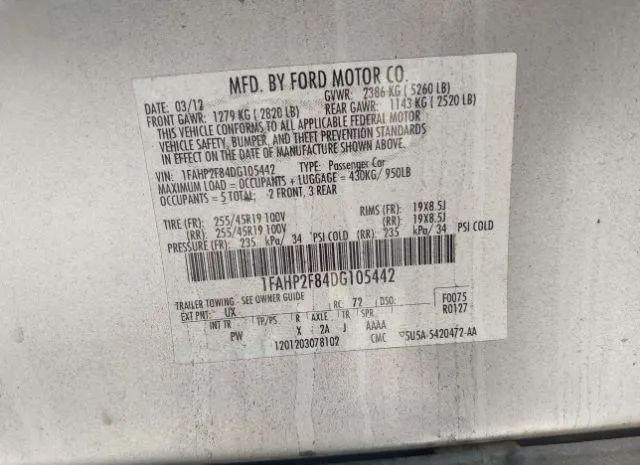 MFD. BY FORD MOTOR CO.
DATE: 03/12 GVWR: 2386 KG ( 5260 LB)
FRONT GAWR: 1279 KG ( 2820 LB) REAR GAWR: 1143 KG ( 2520 LB)
THIS VEHICLE CONFORMS TO ALL APPLICABLE FEDERAL MOTOR
VEHICLE SAFETY, BUMPER, AND THEFT PREVENTION STANDARDS
IN EFFECT ON THE DATE OF MANUFACTURE SHOWN ABOVE.
VIN: 1FAHP2F84DG105442 TYPE: Passenger Car
MAXIMUM LOAD = OCCUPANTS + LUGGAGE = 430KG/ 950LB
OCCUPANTS = 5 TOTAL; 2 FRONT, 3 REAR
TIRE (FR): 255/45R19 100V RIMS (FR): 19X8.5J
(RR): 255/45R19 100V (RR): 19X8.5J
PRESSURE (FR): 235 kPa/ 34 PSI COLD (RR): 235 kPa/ 34 PSI COLD
1FAHP2F84DG105442
TRAILER TOWING - SEE OWNER GUIDE
EXT PNT: UX RC: 72 DSO: F0075
INT TR TP/PS R AXLE TR SPR R0127
PW X 2A J AAAA
1201203078102 CMC 5U5A-5420472-AA